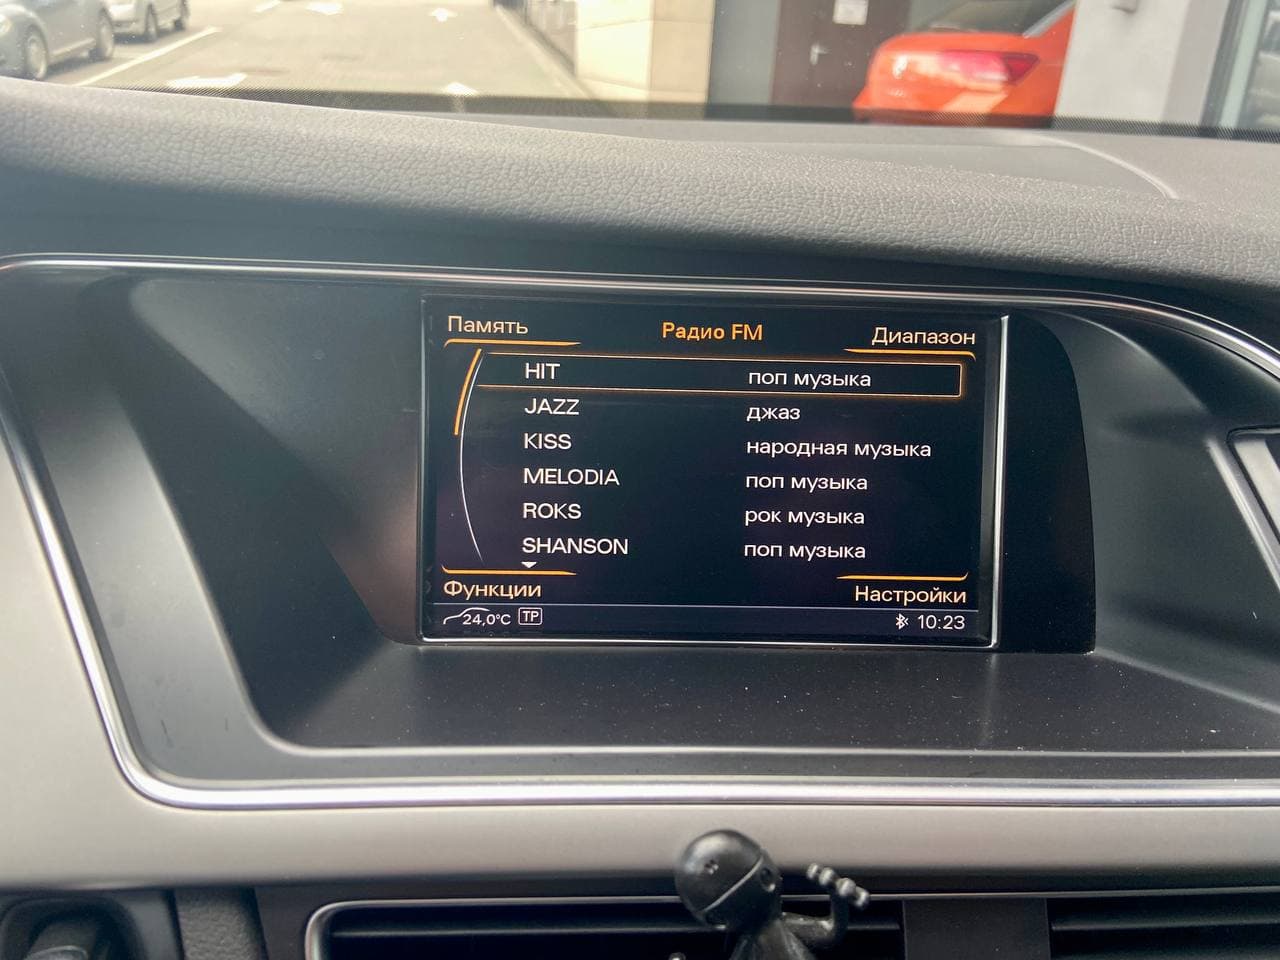 Память Радио FM Диапазон
HIT поп музыка
JAZZ джаз
KISS народная музыка
MELODIA поп музыка
ROKS рок музыка
SHANSON поп музыка
Функции Настройки
24,0°C TP 10:23